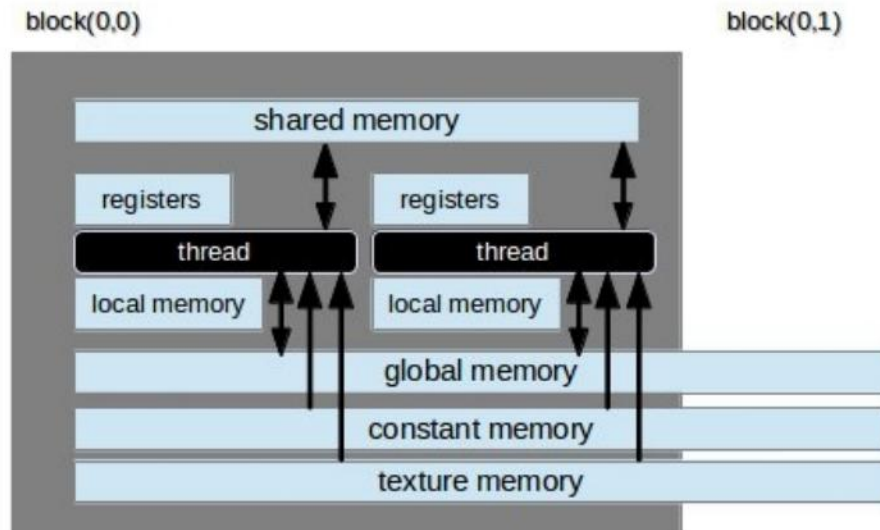 block(0,0)
block(0,1)
shared memory
registers
registers
thread
thread
local memory
local memory
global memory
constant memory
texture memory